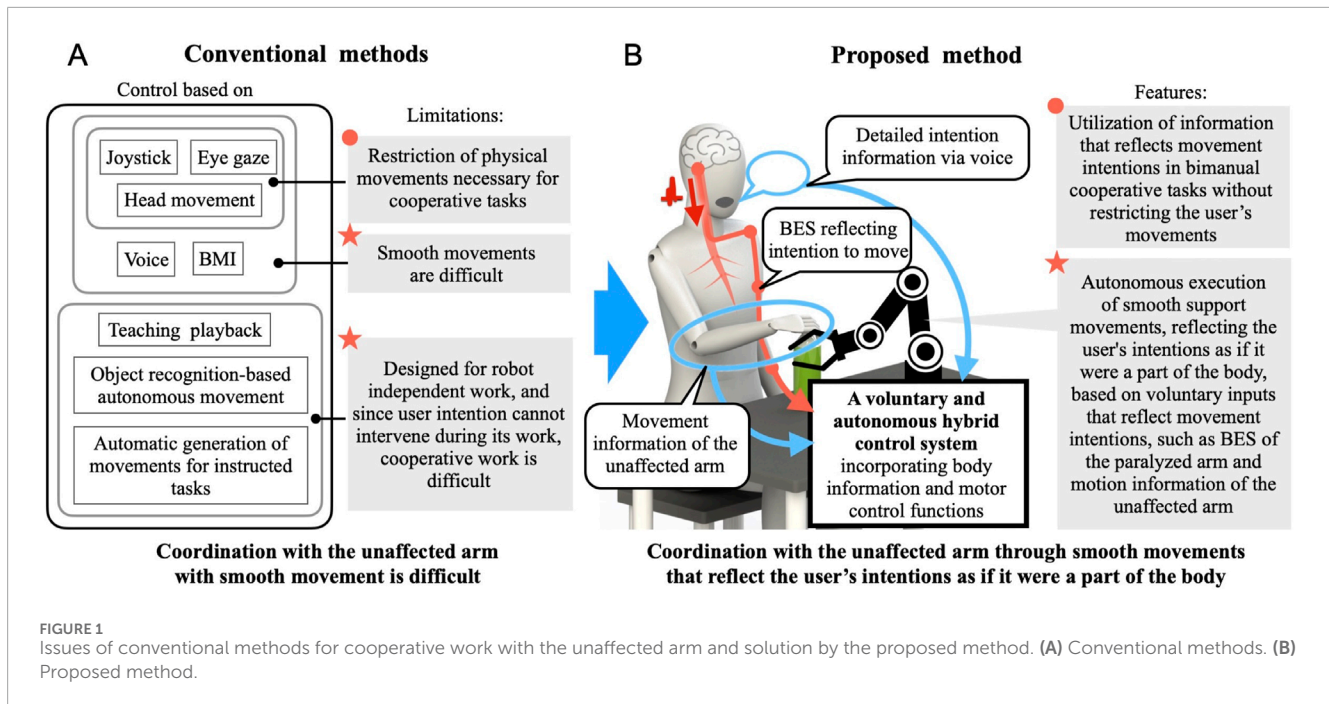 A
Conventional methods
Control based on
Joystick
Eye gaze
Head movement
Voice
BMI
Teaching playback
Object recognition-based
autonomous movement
Automatic generation of
movements for instructed
tasks
Limitations:
Restriction of physical
movements necessary for
cooperative tasks
Smooth movements
are difficult
Designed for robot
independent work, and
since user intention cannot
intervene during its work,
cooperative work is
difficult
Coordination with the unaffected arm
with smooth movement is difficult
B
Proposed method
Detailed intention
information via voice
BES reflecting
intention to move
Movement
information of the
unaffected arm
A voluntary and
autonomous hybrid
control system
incorporating body
information and motor
control functions
Features:
Utilization of information
that reflects movement
intentions in bimanual
cooperative tasks without
restricting the user’s
movements
Autonomous execution
of smooth support
movements, reflecting the
user's intentions as if it
were a part of the body,
based on voluntary inputs
that reflect movement
intentions, such as BES of
the paralyzed arm and
motion information of the
unaffected arm
Coordination with the unaffected arm through smooth movements
that reflect the user’s intentions as if it were a part of the body
FIGURE 1
Issues of conventional methods for cooperative work with the unaffected arm and solution by the proposed method. (A) Conventional methods. (B)
Proposed method.